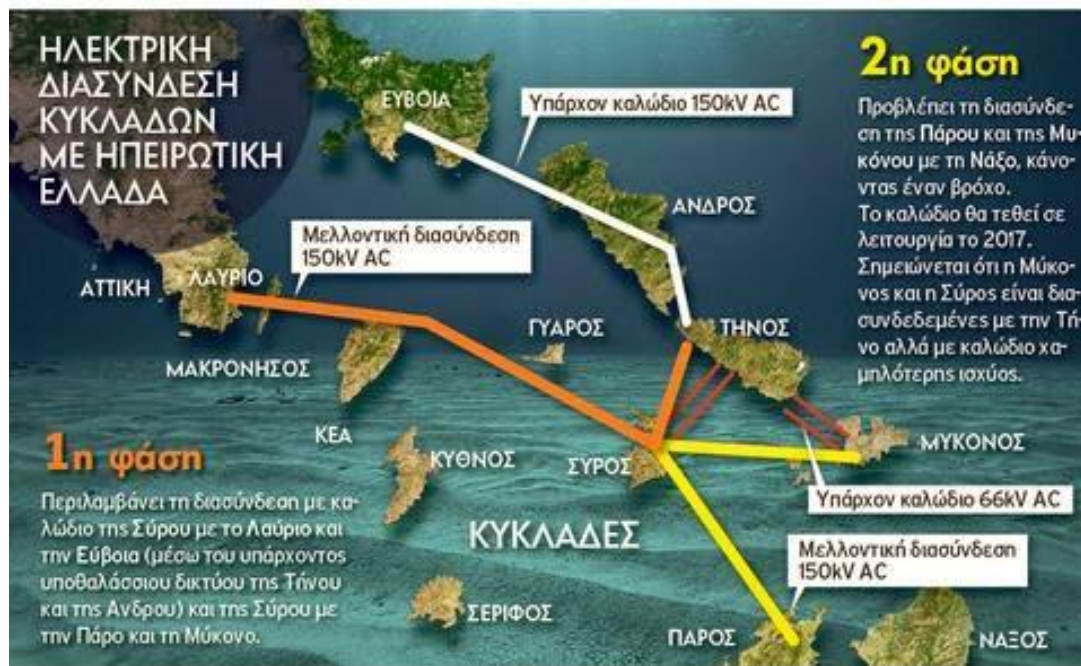 ΗΛΕΚΤΡΙΚΗ
ΔΙΑΣΥΝΔΕΣΗ
ΚΥΚΛΑΔΩΝ
ΜΕ ΗΠΕΙΡΩΤΙΚΗ
ΕΛΛΑΔΑ
ΕΥΒΟΙΑ
Υπάρχον καλώδιο 150kV AC
2η φάση
Προβλέπει τη διασύνδε-
ση της Πάρου και της Μυ-
κόνου με τη Νάξο, κάνο-
ντας έναν βρόχο.
Το καλώδιο θα τεθεί σε
λειτουργία το 2017.
Σημειώνεται ότι η Μύκο-
νος και η Σύρος είναι δια-
συνδεδεμένες με την Τή-
νο αλλά με καλώδιο χα-
μηλότερης ισχύος.
ΑΝΔΡΟΣ
Μελλοντική διασύνδεση
150kV AC
ΛΑΥΡΙΟ
ΑΤΤΙΚΗ
ΓΥΑΡΟΣ
ΤΗΝΟΣ
ΜΑΚΡΟΝΗΣΟΣ
ΚΕΑ
ΚΥΘΝΟΣ
ΣΥΡΟΣ
ΜΥΚΟΝΟΣ
1η φάση
Περιλαμβάνει τη διασύνδεση με κα-
λώδιο της Σύρου με το Λαύριο και
την Εύβοια (μέσω του υπάρχοντος
υποθαλάσσιου δικτύου της Τήνου
και της Ανδρου) και της Σύρου με
την Πάρο και τη Μύκονο.
Υπάρχον καλώδιο 66kV AC
ΚΥΚΛΑΔΕΣ
Μελλοντική διασύνδεση
150kV AC
ΣΕΡΙΦΟΣ
ΠΑΡΟΣ
ΝΑΞΟΣ